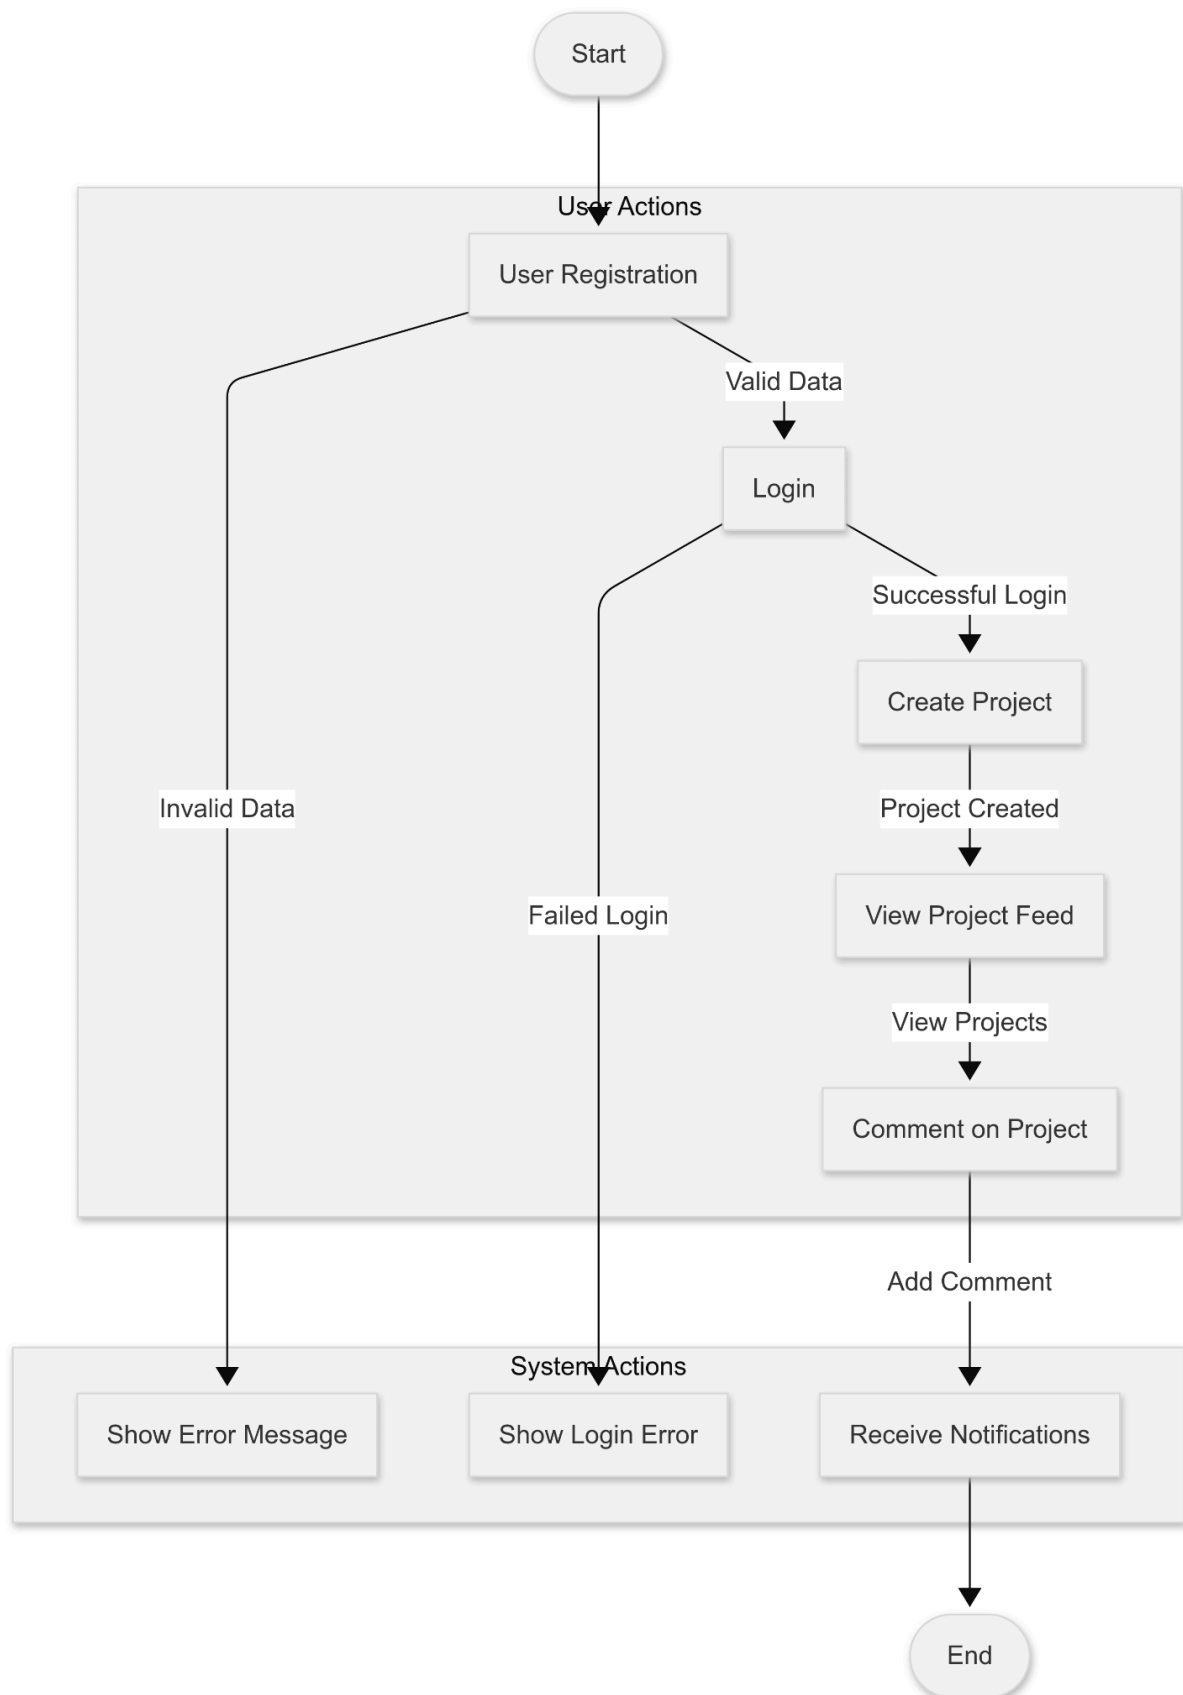 Start
User Actions
User Registration
Valid Data
Login
Successful Login
Create Project
Invalid Data
Project Created
View Project Feed
Failed Login
View Projects
Comment on Project
Add Comment
System Actions
Show Error Message
Show Login Error
Receive Notifications
End